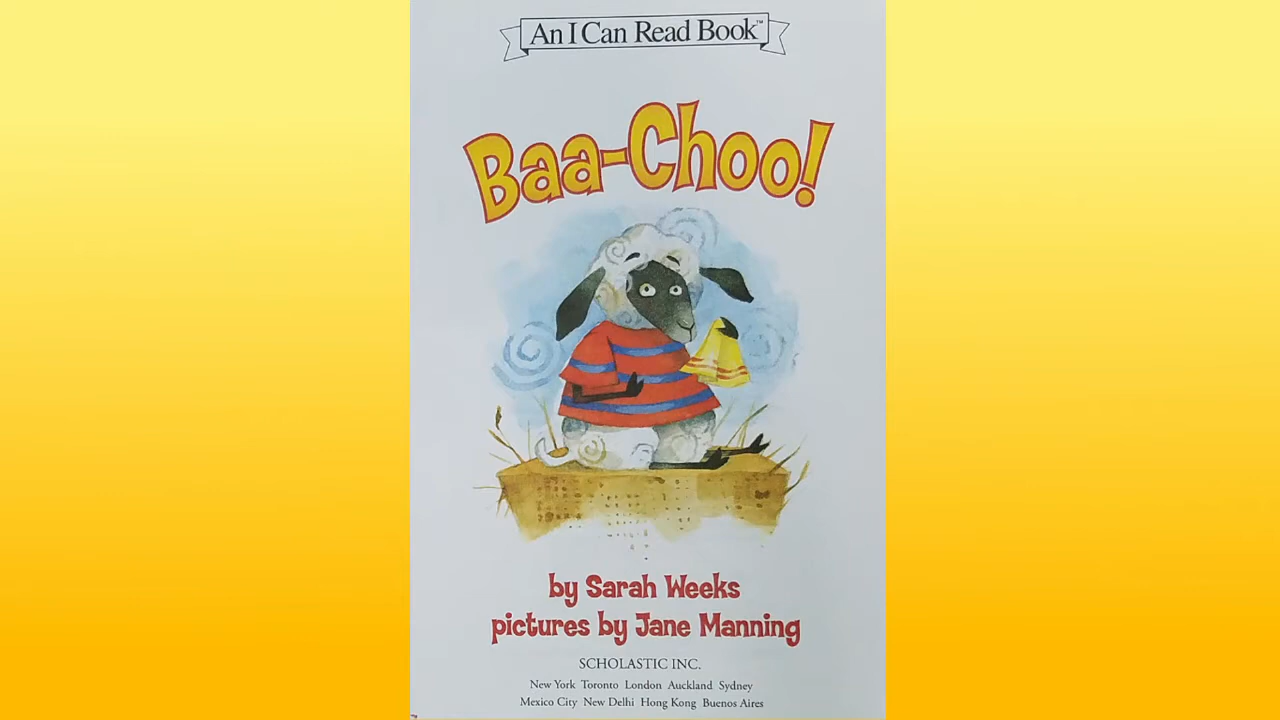 An I Can Read Book™
Baa-Choo!
by Sarah Weeks
pictures by Jane Manning
SCHOLASTIC INC.
New York Toronto London Auckland Sydney
Mexico City New Delhi Hong Kong Buenos Aires